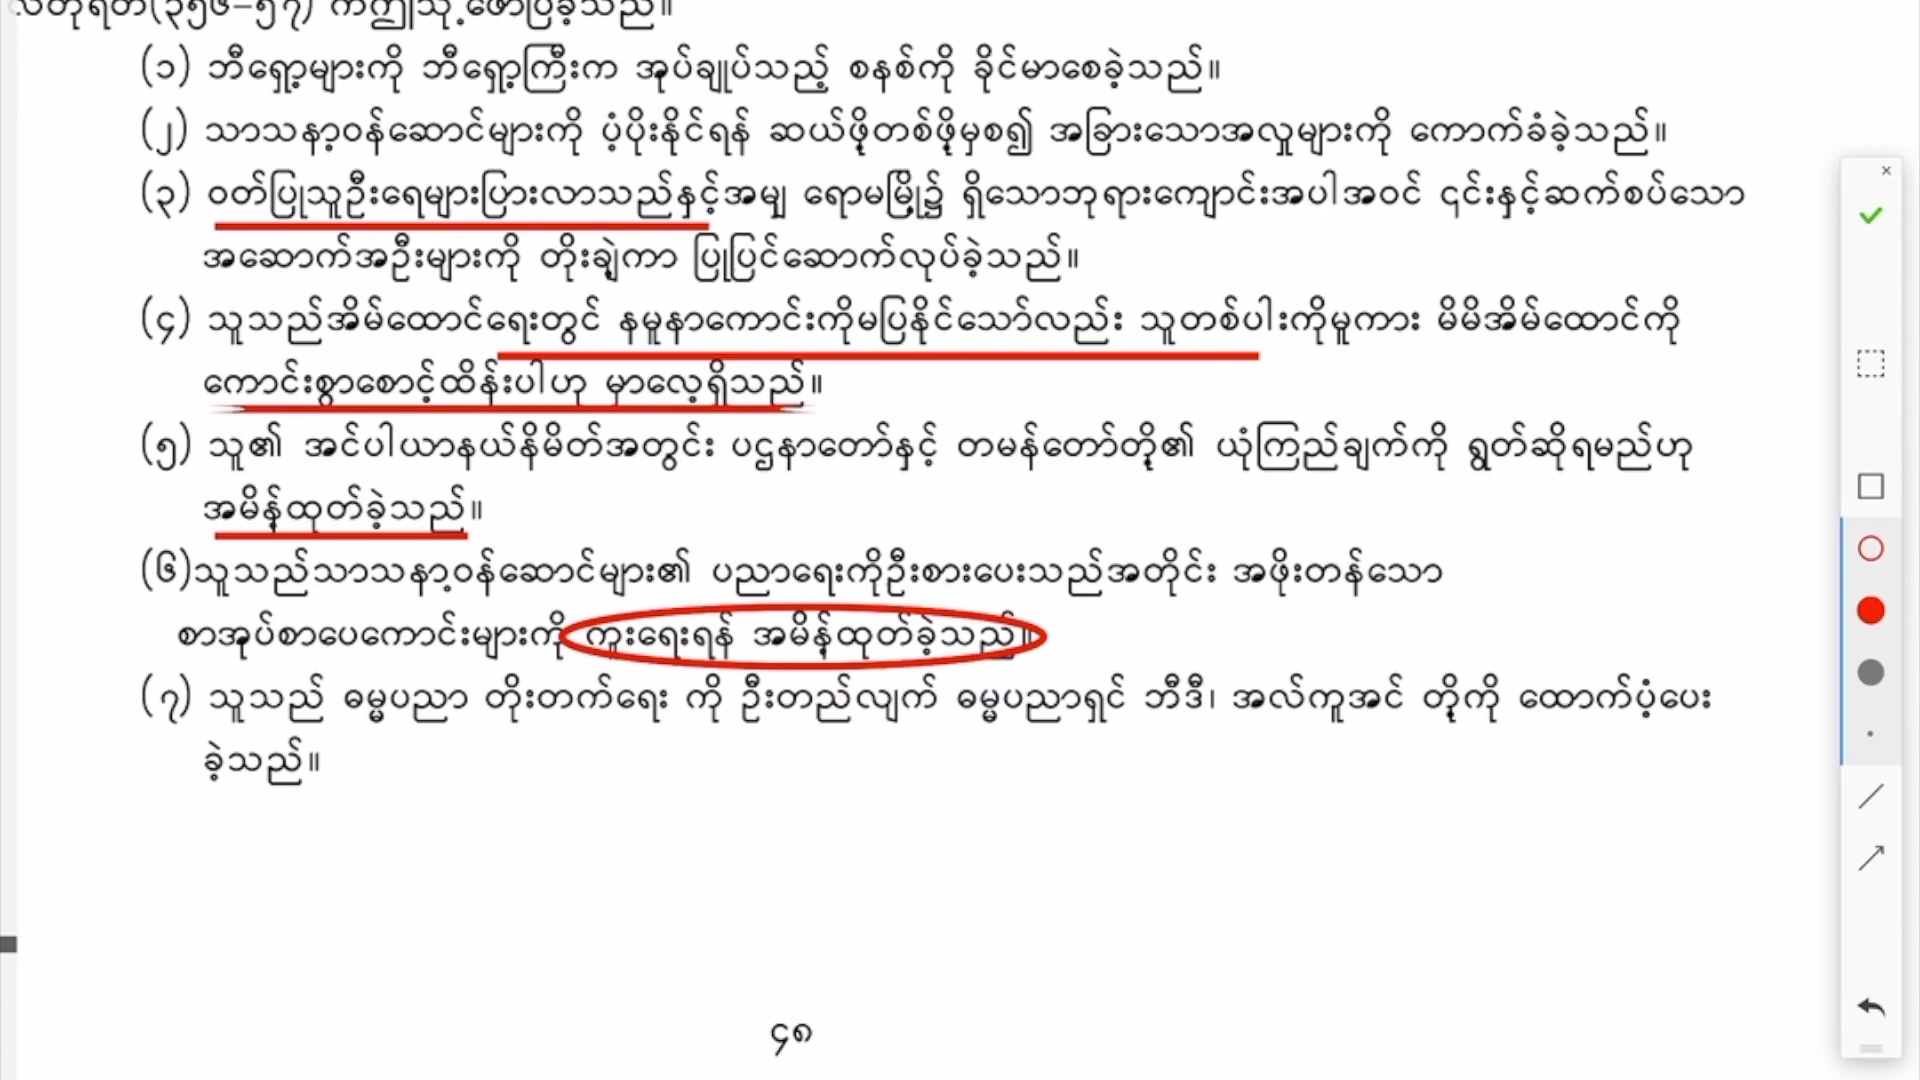 (၁) ဘီရှော့များကို ဘီရှော့ကြီးက အုပ်ချုပ်သည့် စနစ်ကို ခိုင်မာစေခဲ့သည်။
(၂) သာသနာ့ဝန်ဆောင်များကို ပံ့ပိုးနိုင်ရန် ဆယ်ဖို့တစ်ဖို့မှစ၍ အခြားသောအလှူများကို ကောက်ခံခဲ့သည်။
(၃) ဝတ်ပြုသူဦးရေများပြားလာသည်နှင့်အမျှ ရောမမြို့၌ ရှိသောဘုရားကျောင်းအပါအဝင် ၎င်းနှင့်ဆက်စပ်သော
အဆောက်အဦးများကို တိုးချဲ့ကာ ပြုပြင်ဆောက်လုပ်ခဲ့သည်။
(၄) သူသည်အိမ်ထောင်ရေးတွင် နမူနာကောင်းကိုမပြနိုင်သော်လည်း သူတစ်ပါးကိုမူကား မိမိအိမ်ထောင်ကို
ကောင်းစွာစောင့်ထိန်းပါဟု မှာလေ့ရှိသည်။
(၅) သူ၏ အင်ပါယာနယ်နိမိတ်အတွင်း ပဌနာတော်နှင့် တမန်တော်တို့၏ ယုံကြည်ချက်ကို ရွတ်ဆိုရမည်ဟု
အမိန့်ထုတ်ခဲ့သည်။
(၆)သူသည်သာသနာ့ဝန်ဆောင်များ၏ ပညာရေးကိုဦးစားပေးသည်အတိုင်း အဖိုးတန်သော
စာအုပ်စာပေကောင်းများကို ကူးရေးရန် အမိန့်ထုတ်ခဲ့သည်။
(၇) သူသည် ဓမ္မပညာ တိုးတက်ရေး ကို ဦးတည်လျက် ဓမ္မပညာရှင် ဘီဒီ၊ အလ်ကူအင် တို့ကို ထောက်ပံ့ပေး
ခဲ့သည်။
၄၈